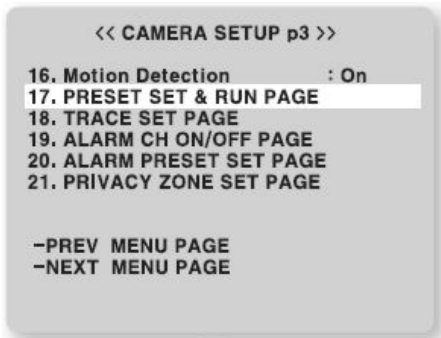 << CAMERA SETUP p3 >>
16. Motion Detection : On
17. PRESET SET & RUN PAGE
18. TRACE SET PAGE
19. ALARM CH ON/OFF PAGE
20. ALARM PRESET SET PAGE
21. PRIVACY ZONE SET PAGE
-PREV MENU PAGE
-NEXT MENU PAGE